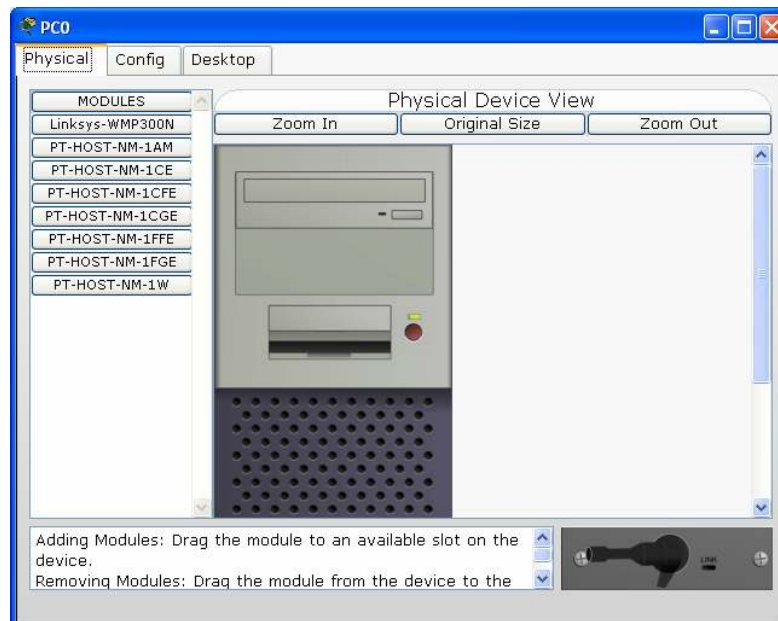 PC0
Physical Config Desktop
MODULES
Linksys-WMP300N
PT-HOST-NM-1AM
PT-HOST-NM-1CE
PT-HOST-NM-1CFE
PT-HOST-NM-1CGE
PT-HOST-NM-1FFE
PT-HOST-NM-1FGE
PT-HOST-NM-1W
Physical Device View
Zoom In Original Size Zoom Out
Adding Modules: Drag the module to an available slot on the
device.
Removing Modules: Drag the module from the device to the
LINK